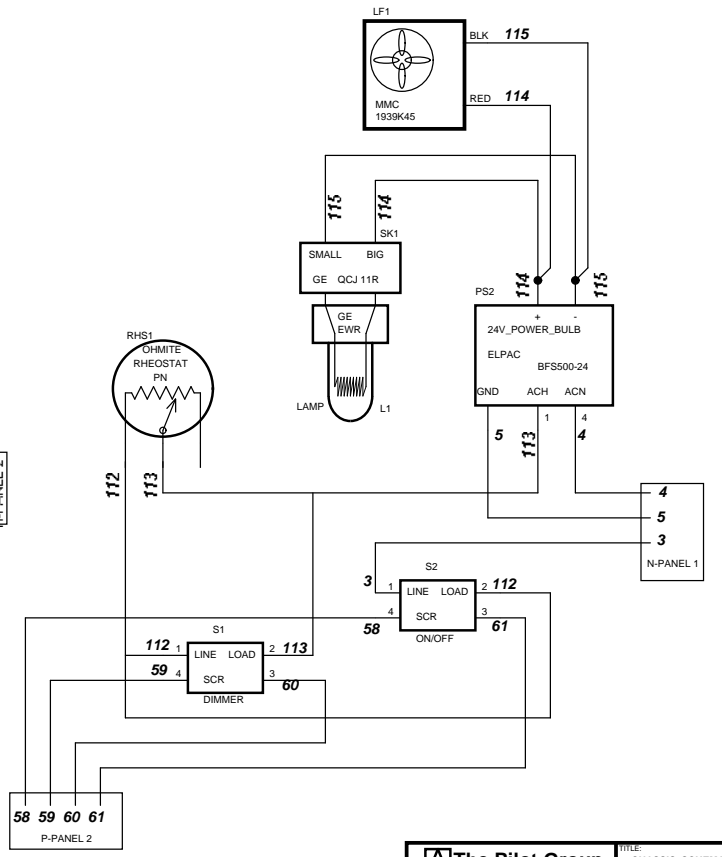 LF1
BLK 115
RED 114
MMC
1939K45
115
114
SK1
SMALL BIG
GE QCJ 11R
GE
EWR
LAMP
L1
114
115
PS2
+ -
24V_POWER_BULB
ELPAC
BFS500-24
GND ACH ACN
1 4
5
113
4
RHS1
OHMITE
RHEOSTAT
PN
112
113
4
5
3
N-PANEL 1
S2
3 1 LINE LOAD 2 112
58 4 SCR 3 61
ON/OFF
S1
112 1 LINE LOAD 2 113
59 4 SCR 3 60
DIMMER
58 59 60 61
P-PANEL 2
The Pilot Group
TITLE: